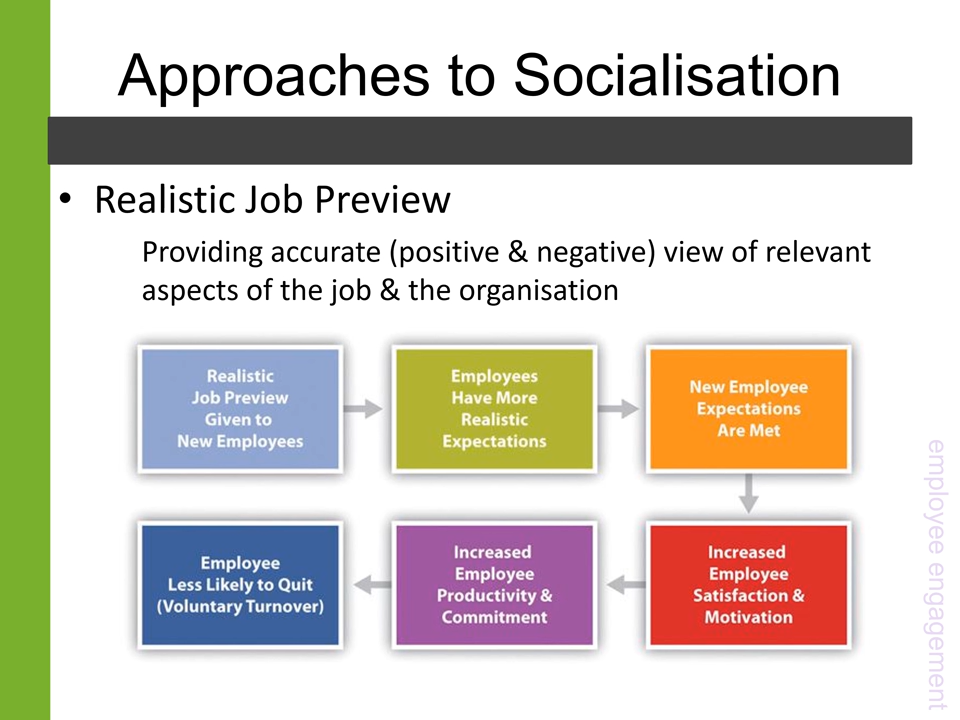 Approaches to Socialisation
• Realistic Job Preview
Providing accurate (positive & negative) view of relevant
aspects of the job & the organisation
Realistic
Job Preview
Given to
New Employees
Employees
Have More
Realistic
Expectations
New Employee
Expectations
Are Met
Increased
Employee
Satisfaction &
Motivation
Increased
Employee
Productivity &
Commitment
Employee
Less Likely to Quit
(Voluntary Turnover)
employee engagement